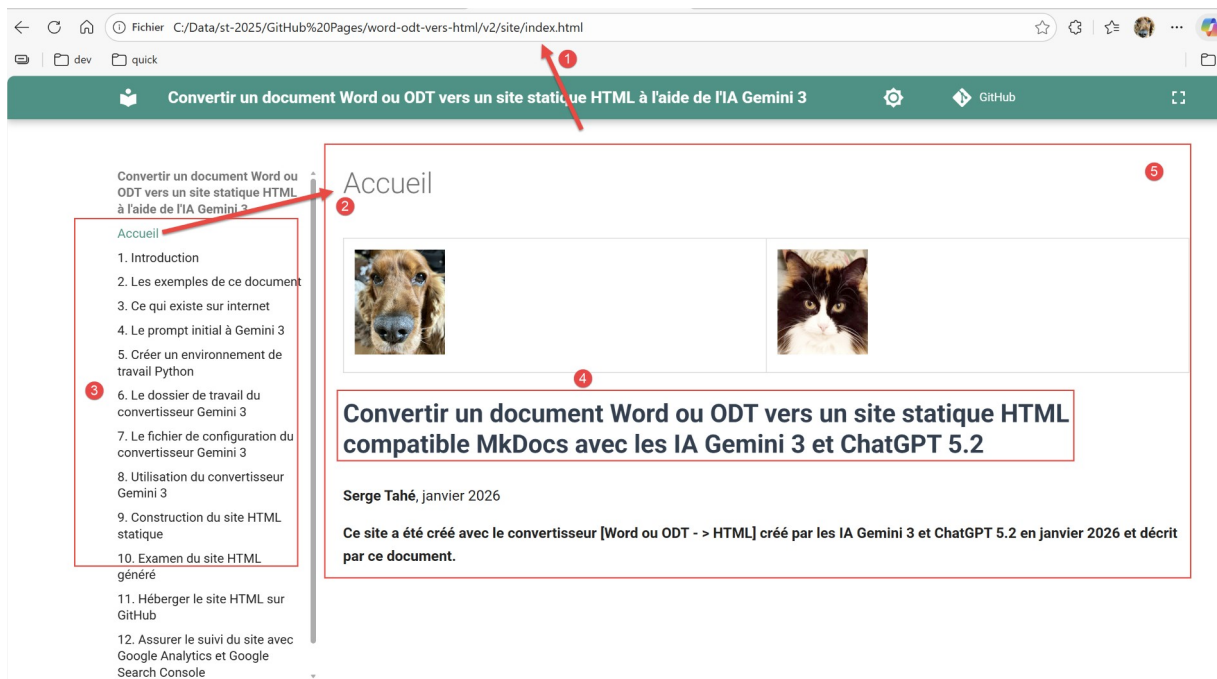 Fichier C:/Data/st-2025/GitHub%20Pages/word-odt-vers-html/v2/site/index.html
dev quick
1
Convertir un document Word ou ODT vers un site statique HTML à l'aide de l'IA Gemini 3
GitHub
Convertir un document Word ou
ODT vers un site statique HTML
à l'aide de l'IA Gemini 3
Accueil
1. Introduction
2. Les exemples de ce document
3. Ce qui existe sur internet
4. Le prompt initial à Gemini 3
5. Créer un environnement de
travail Python
3
6. Le dossier de travail du
convertisseur Gemini 3
7. Le fichier de configuration du
convertisseur Gemini 3
8. Utilisation du convertisseur
Gemini 3
9. Construction du site HTML
statique
10. Examen du site HTML
généré
11. Héberger le site HTML sur
GitHub
12. Assurer le suivi du site avec
Google Analytics et Google
Search Console
Accueil
5
2
4
Convertir un document Word ou ODT vers un site statique HTML
compatible MkDocs avec les IA Gemini 3 et ChatGPT 5.2
Serge Tahé, janvier 2026
Ce site a été créé avec le convertisseur [Word ou ODT - > HTML] créé par les IA Gemini 3 et ChatGPT 5.2 en janvier 2026 et décrit
par ce document.